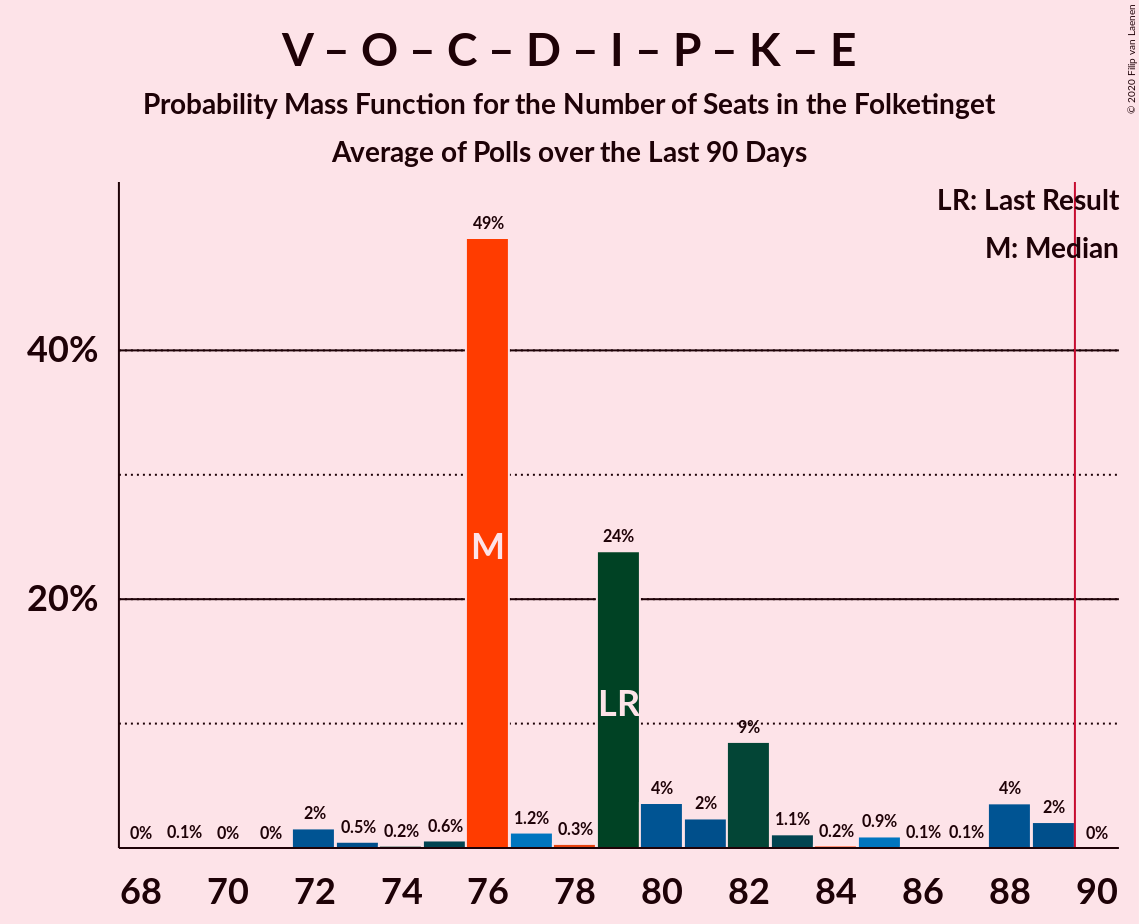 V – O – C – D – I – P – K – E
Probability Mass Function for the Number of Seats in the Folketinget
Average of Polls over the Last 90 Days
© 2020 Filip van Laenen
LR: Last Result
M: Median
49%
40%
M
24%
20%
LR
9%
0% 0.1% 0% 0% 2% 0.5% 0.2% 0.6% 1.2% 0.3% 4% 2% 1.1% 0.2% 0.9% 0.1% 0.1% 4% 2% 0%
68 70 72 74 76 78 80 82 84 86 88 90